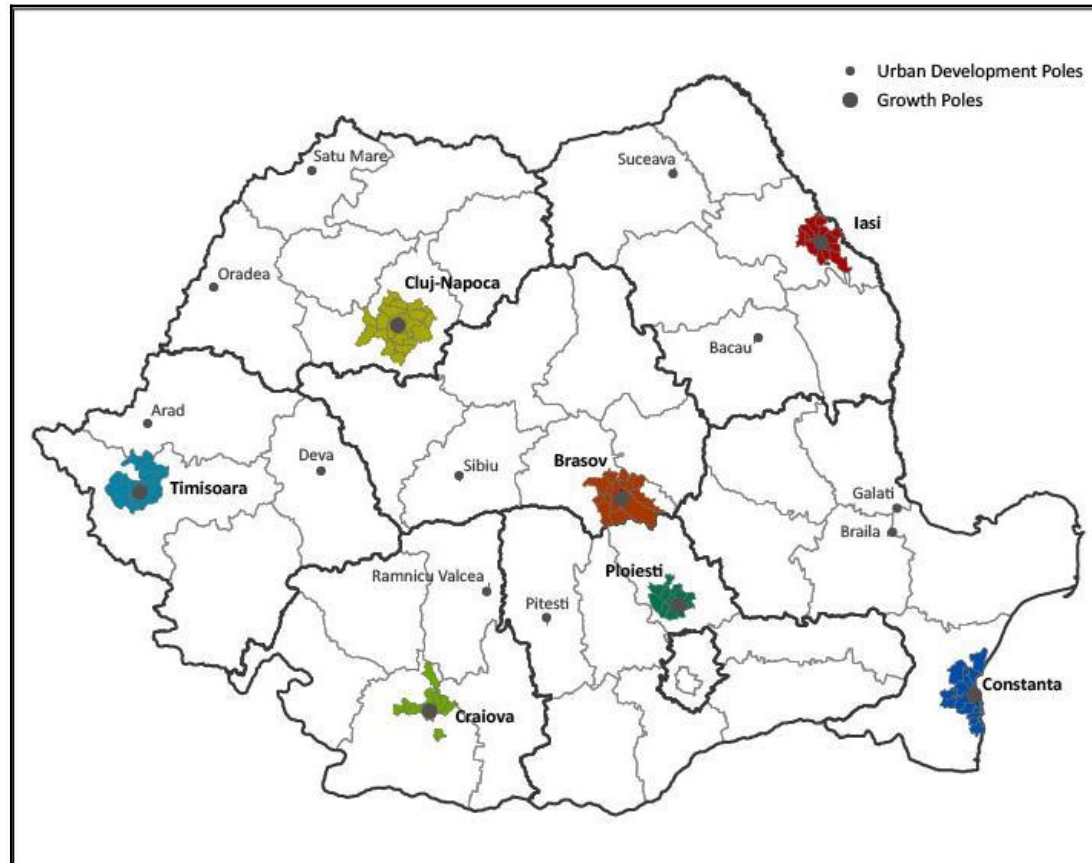 Urban Development Poles
Growth Poles
Satu Mare
Suceava
Iasi
Oradea
Cluj-Napoca
Bacau
Arad
Deva
Sibiu
Brasov
Timisoara
Galati
Braila
Ramnicu Valcea
Ploiesti
Pitesti
Constanta
Craiova